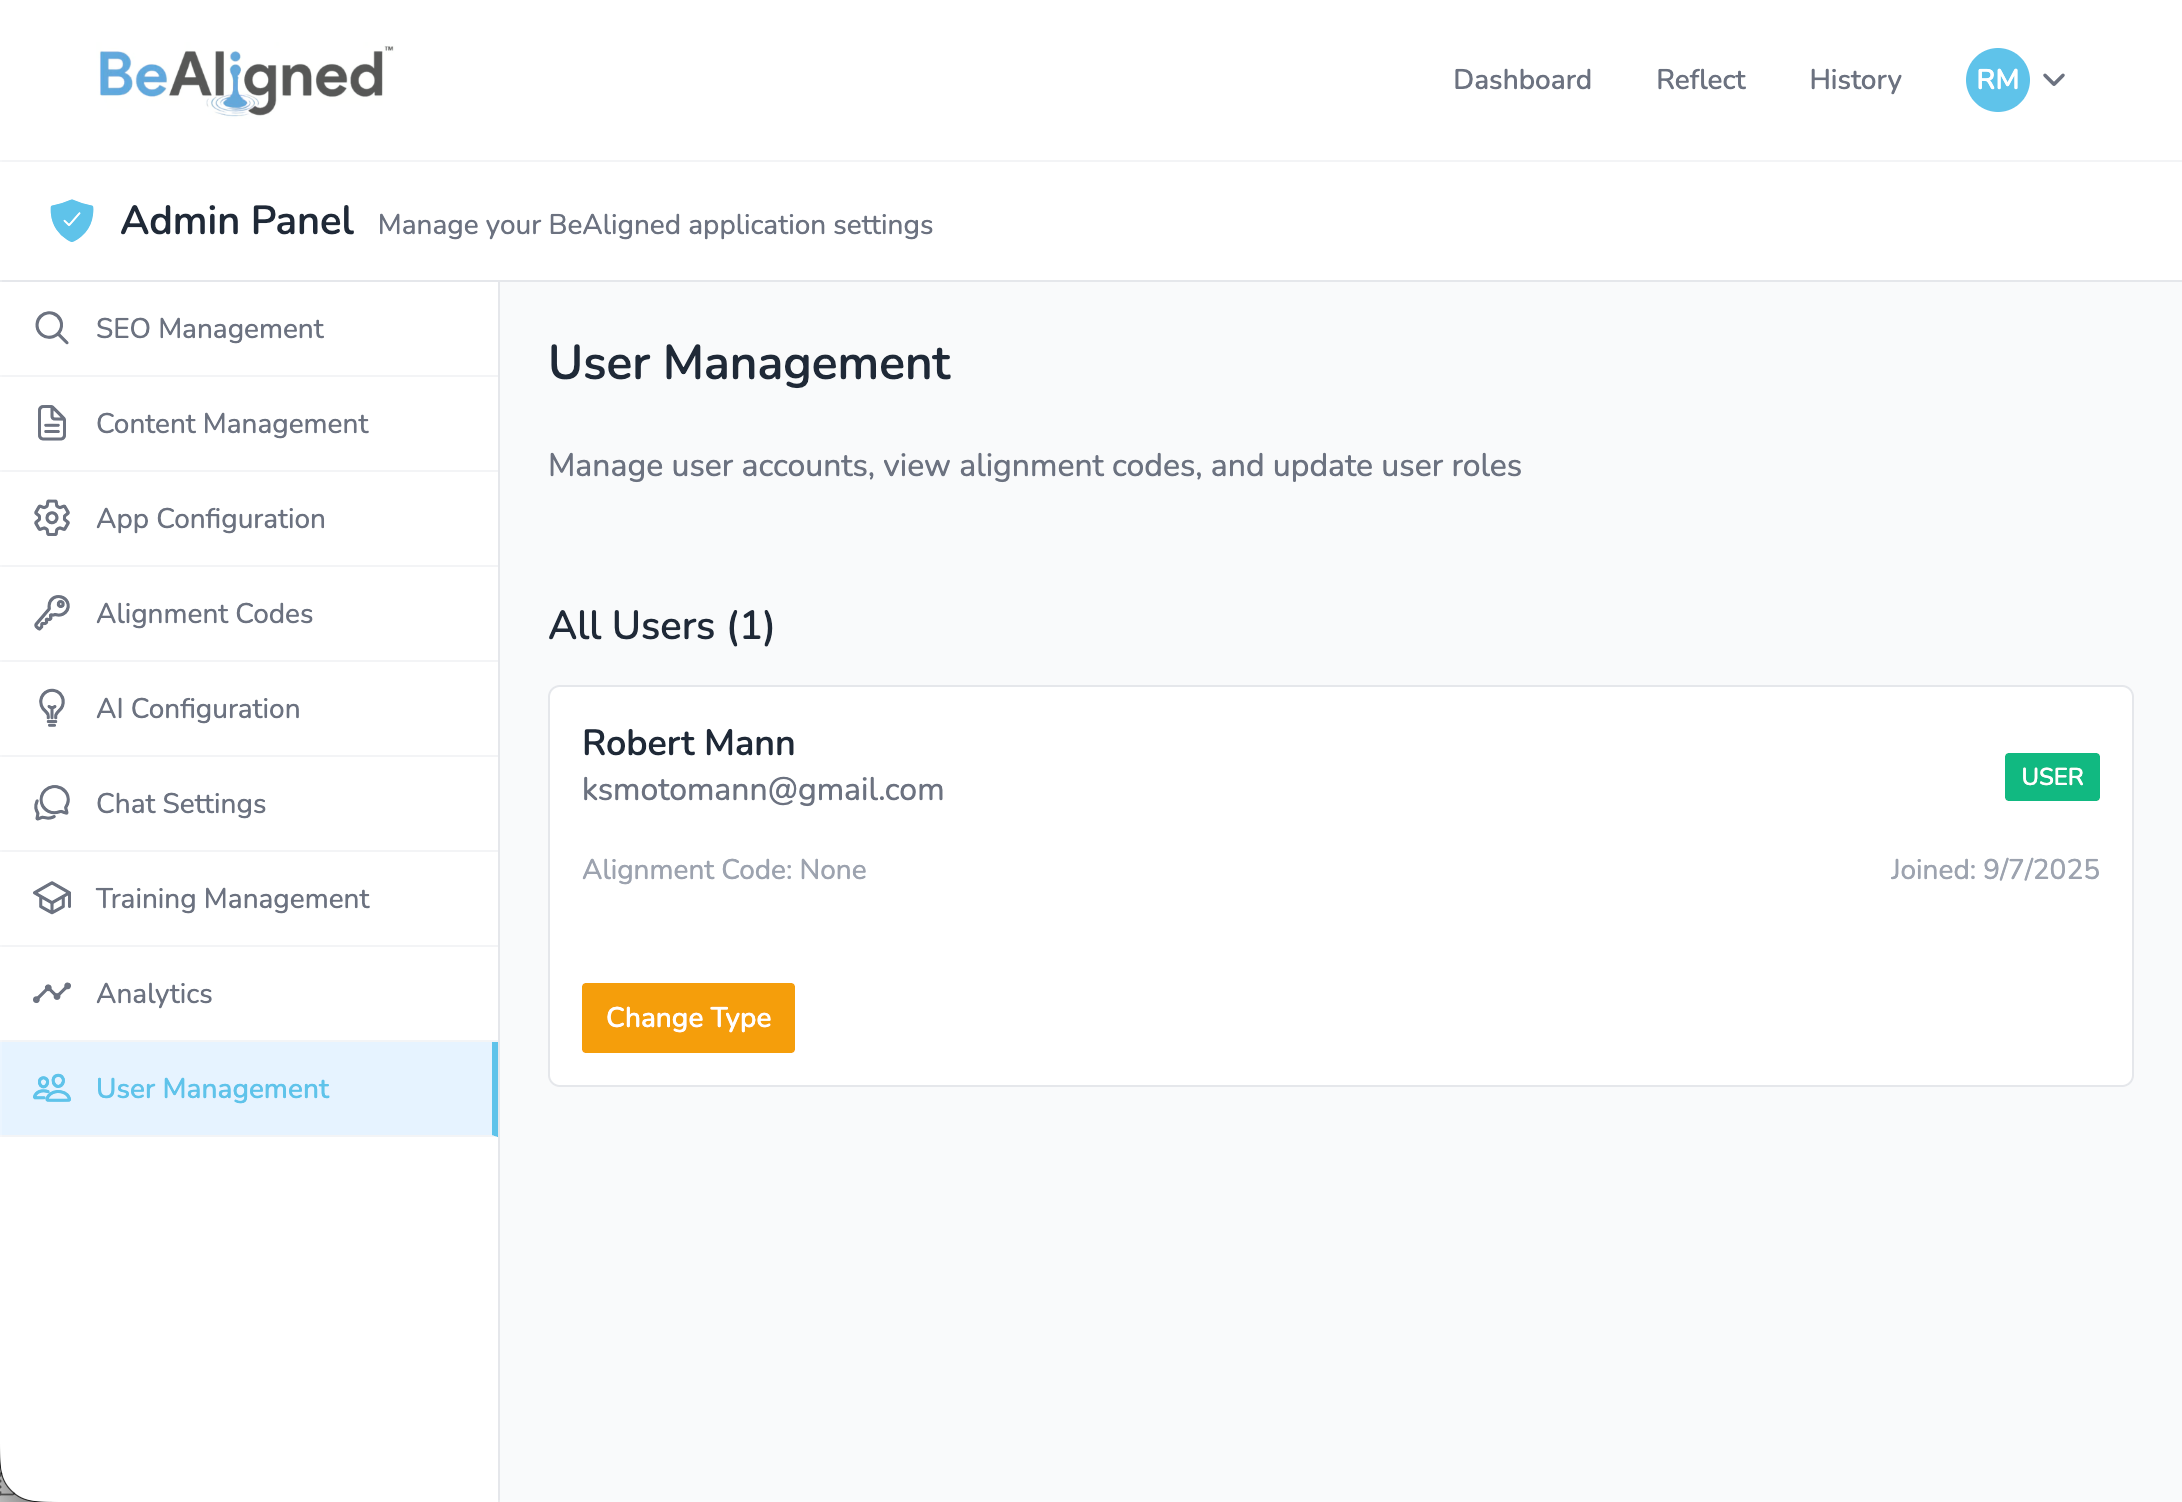 BeAligned™
Dashboard
Reflect
History
RM
Admin Panel
Manage your BeAligned application settings
SEO Management
Content Management
App Configuration
Alignment Codes
AI Configuration
Chat Settings
Training Management
Analytics
User Management
User Management
Manage user accounts, view alignment codes, and update user roles
All Users (1)
Robert Mann
ksmotomann@gmail.com
USER
Alignment Code: None
Joined: 9/7/2025
Change Type